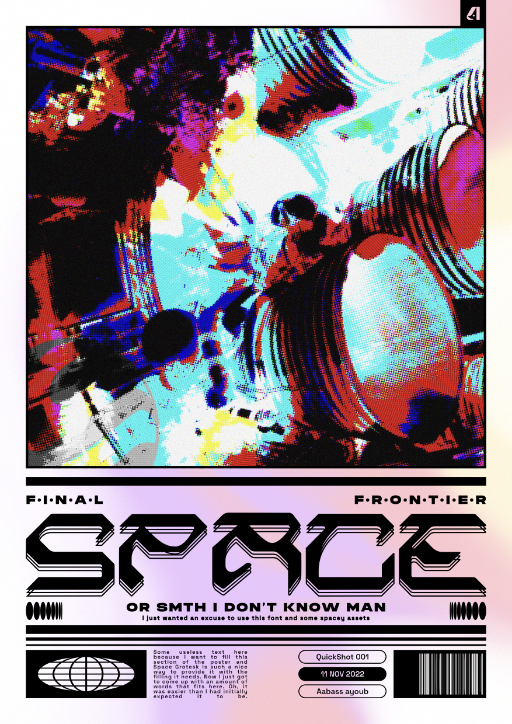 F·I·N·A·L
F·R·O·N·T·I·E·R
SPACE
OR SMTH I DON'T KNOW MAN
I just wanted an excuse to use this font and some spacey assets
Some useless text here
because I want to fill this
section of the poster and
Space Grotesk is such a nice
way to provide it with the
filling it needs. Now I just got
to come up with an amount of
words that fits here. Oh, it
was easier than I had initially
expected it to be.
QuickShot 001
11 NOV 2022
Aabass ayoub